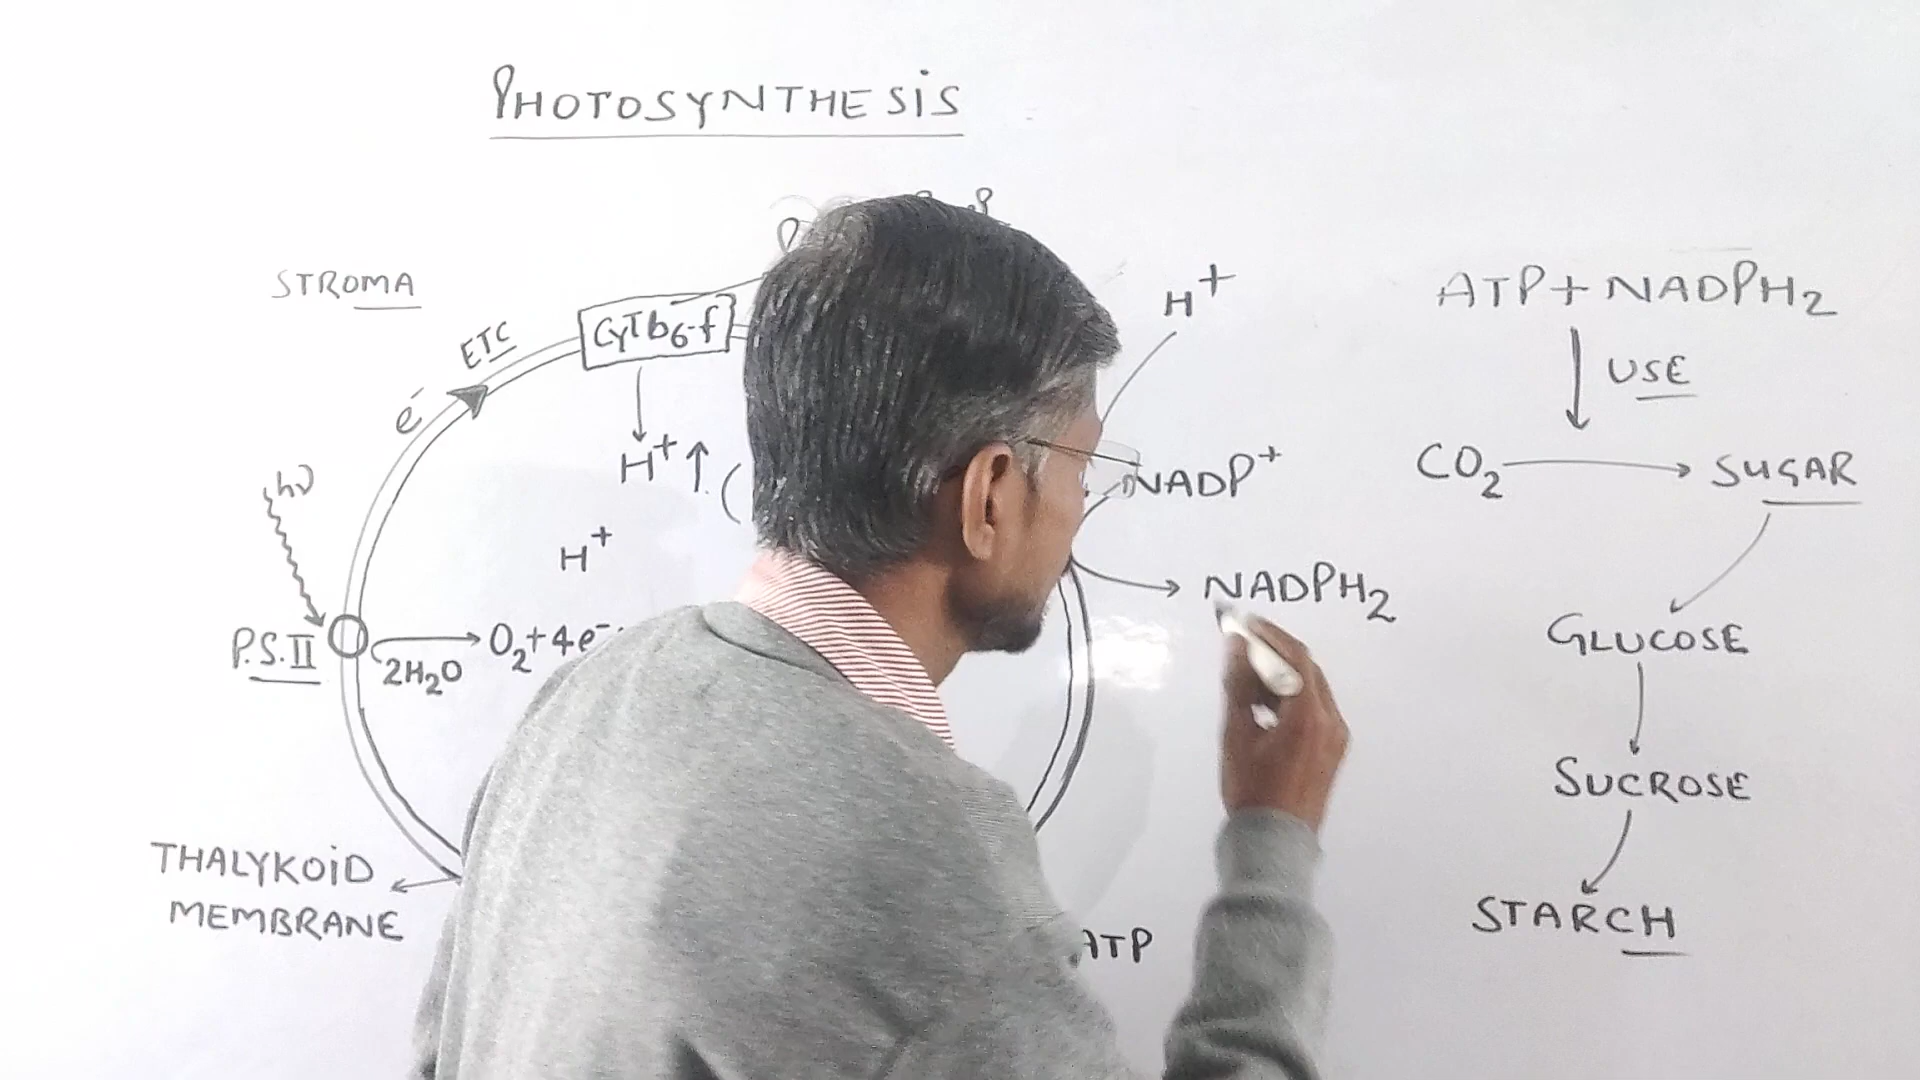 PHOTOSYNTHESIS
STROMA
ETC
CyTb6-f
e-
H+ ↑
hν
H+
P.S.II
2H2O
O2+4e-
THALYKOID
MEMBRANE
H+
NADP+
NADPH2
ATP
ATP+NADPH2
USE
CO2 → SUGAR
GLUCOSE
SUCROSE
STARCH